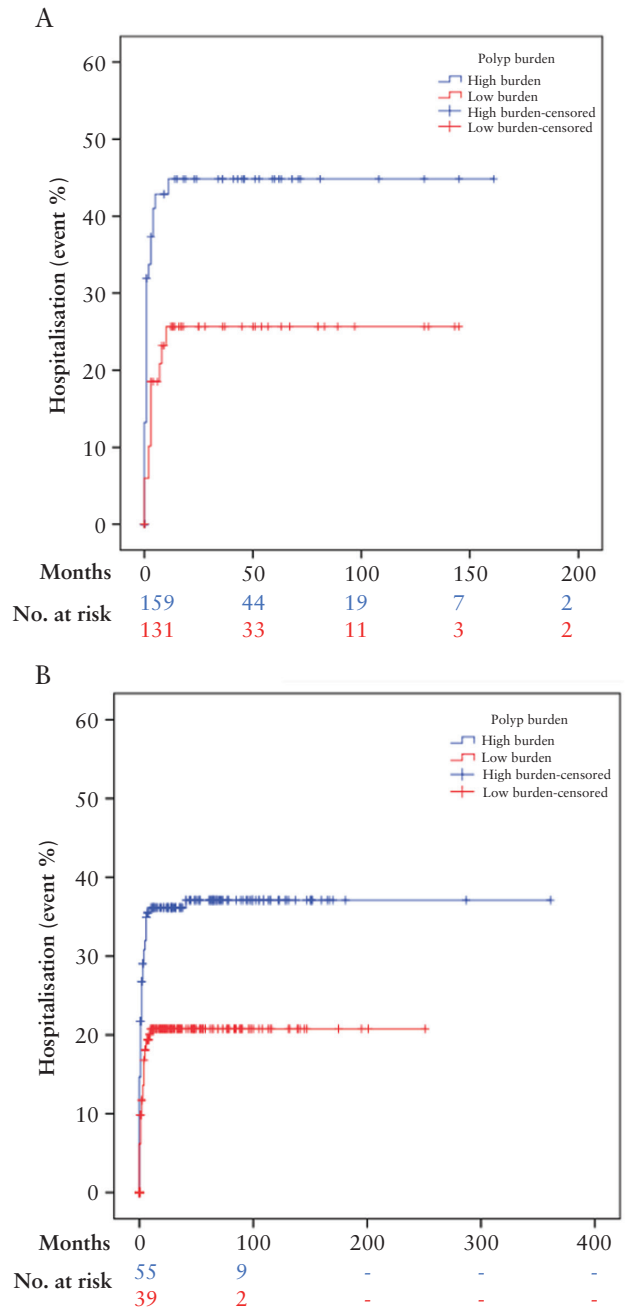 A
60
50
40
30
20
10
0
Hospitalisation (event %)
Polyp burden
High burden
Low burden
High burden-censored
Low burden-censored
Months 0 50 100 150 200
No. at risk
159 44 19 7 2
131 33 11 3 2
B
60
50
40
30
20
10
0
Hospitalisation (event %)
Polyp burden
High burden
Low burden
High burden-censored
Low burden-censored
Months 0 100 200 300 400
No. at risk
55 9 - - -
39 2 - - -